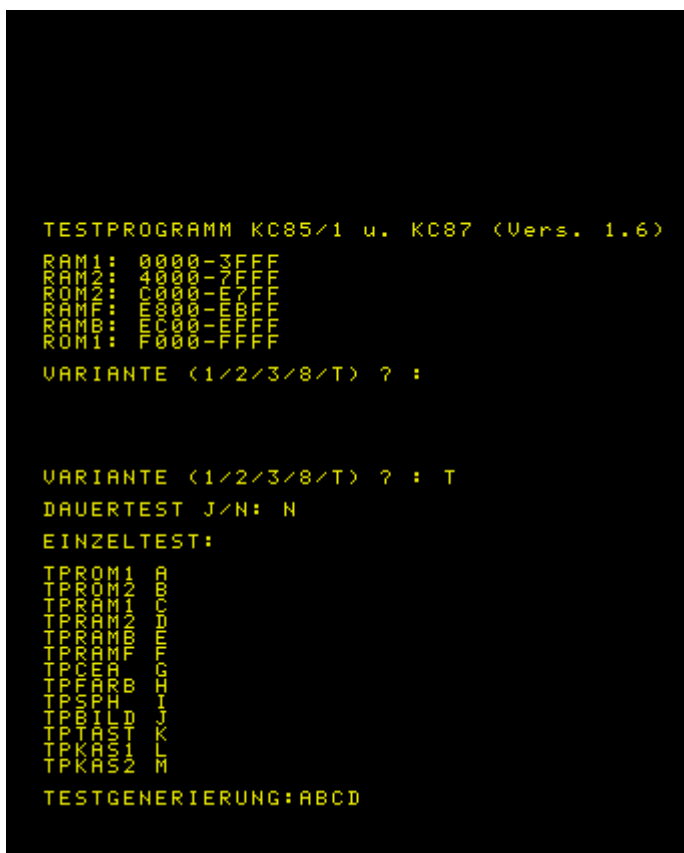 TESTPROGRAMM KC85/1 u. KC87 (Vers. 1.6)
RAM1: 0000-3FFF
RAM2: 4000-7FFF
ROM2: C000-E7FF
RAMF: E800-EBFF
RAMB: EC00-EFFF
ROM1: F000-FFFF
VARIANTE (1/2/3/8/T) ? :
VARIANTE (1/2/3/8/T) ? : T
DAUERTEST J/N: N
EINZELTEST:
TPROM1 A
TPROM2 B
TPRAM1 C
TPRAM2 D
TPRAMB E
TPRAMF F
TPCEA G
TPFARB H
TPSPH I
TPBILD J
TPTAST K
TPKAS1 L
TPKAS2 M
TESTGENERIERUNG:ABCD